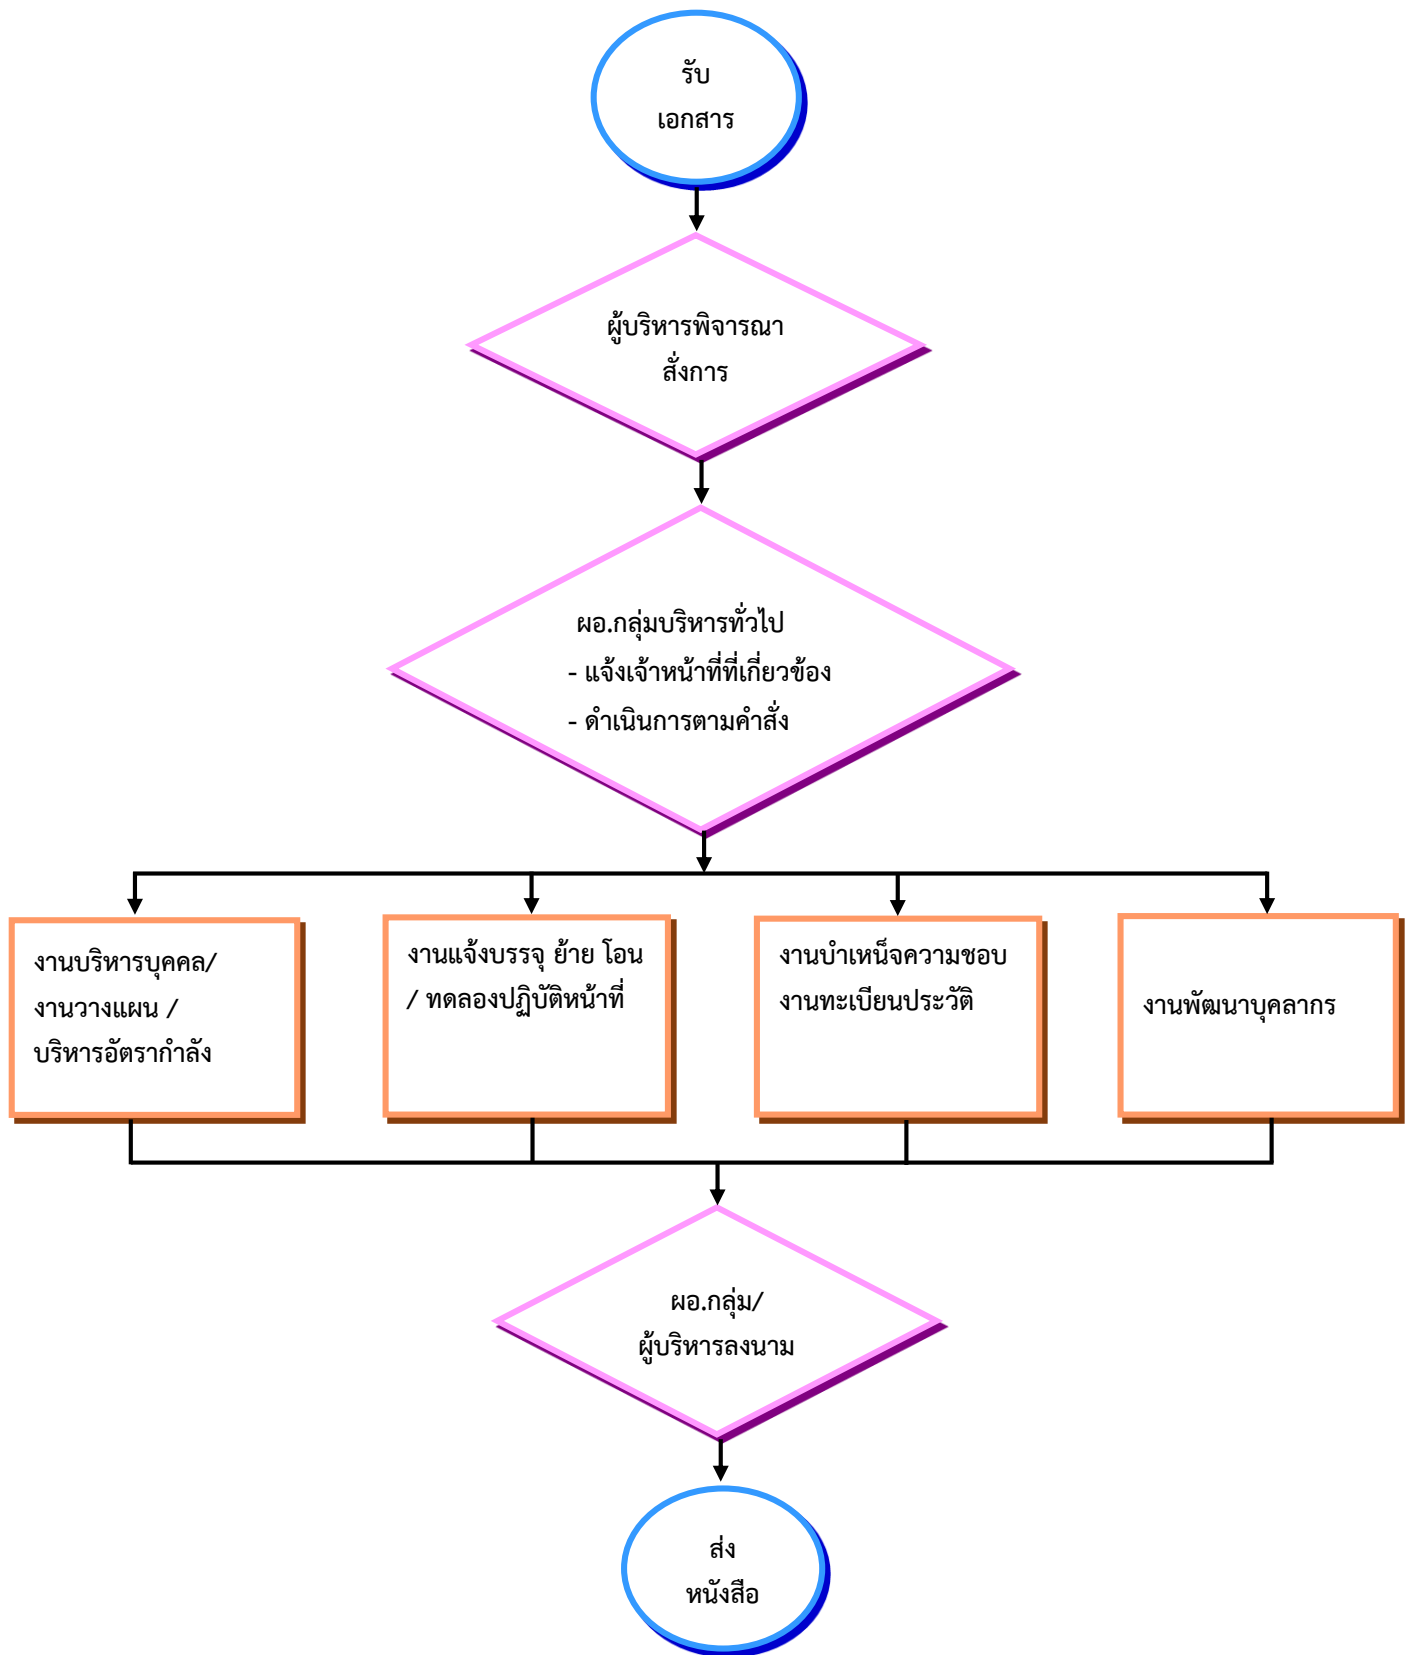 รับ
เอกสาร
ผู้บริหารพิจารณา
สั่งการ
ผอ.กลุ่มบริหารทั่วไป
- แจ้งเจ้าหน้าที่ที่เกี่ยวข้อง
- ดำเนินการตามคำสั่ง
งานบริหารบุคคล/
งานวางแผน /
บริหารอัตรากำลัง
งานแจ้งบรรจุ ย้าย โอน
/ ทดลองปฏิบัติหน้าที่
งานบำเหน็จความชอบ
งานทะเบียนประวัติ
งานพัฒนาบุคลากร
ผอ.กลุ่ม/
ผู้บริหารลงนาม
ส่ง
หนังสือ